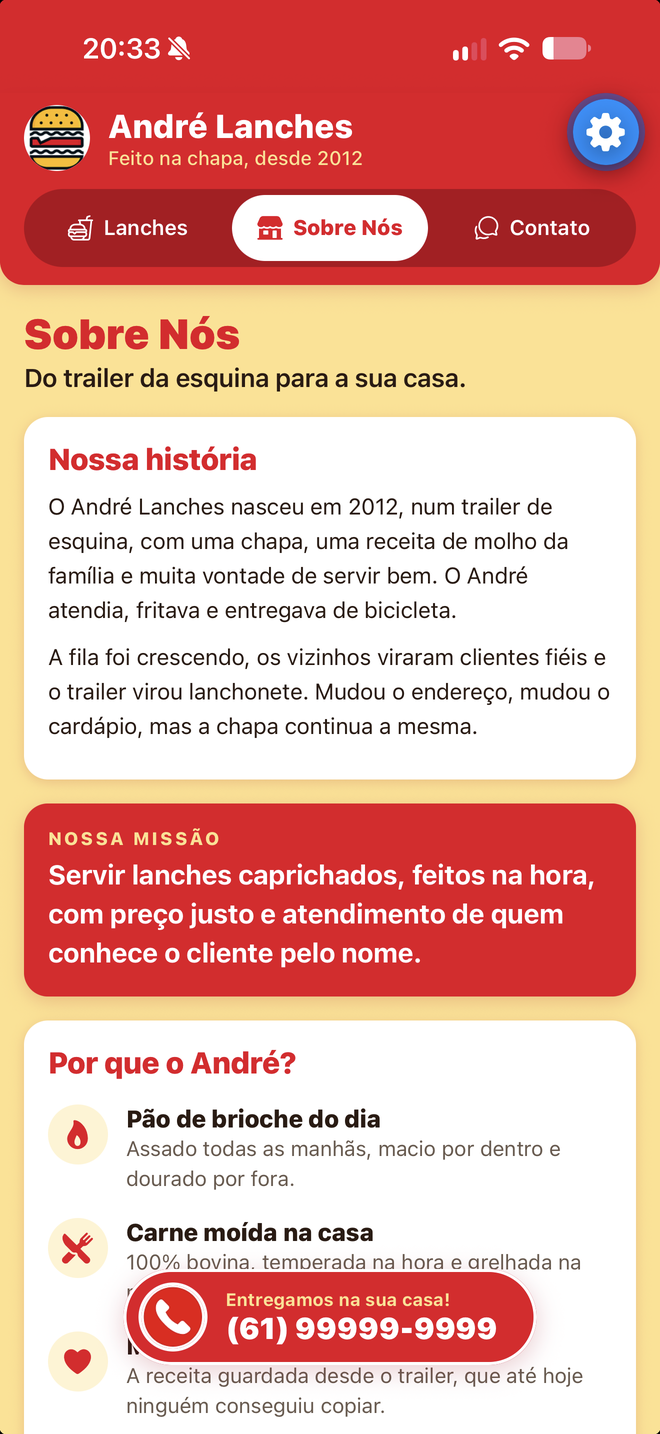 20:33
André Lanches
Feito na chapa, desde 2012
Lanches
Sobre Nós
Contato
Sobre Nós
Do trailer da esquina para a sua casa.
Nossa história
O André Lanches nasceu em 2012, num trailer de
esquina, com uma chapa, uma receita de molho da
família e muita vontade de servir bem. O André
atendia, fritava e entregava de bicicleta.
A fila foi crescendo, os vizinhos viraram clientes fiéis e
o trailer virou lanchonete. Mudou o endereço, mudou o
cardápio, mas a chapa continua a mesma.
NOSSA MISSÃO
Servir lanches caprichados, feitos na hora,
com preço justo e atendimento de quem
conhece o cliente pelo nome.
Por que o André?
Pão de brioche do dia
Assado todas as manhãs, macio por dentro e
dourado por fora.
Carne moída na casa
100% bovina, temperada na hora e grelhada na
Entregamos na sua casa!
(61) 99999-9999
A receita guardada desde o trailer, que até hoje
ninguém conseguiu copiar.